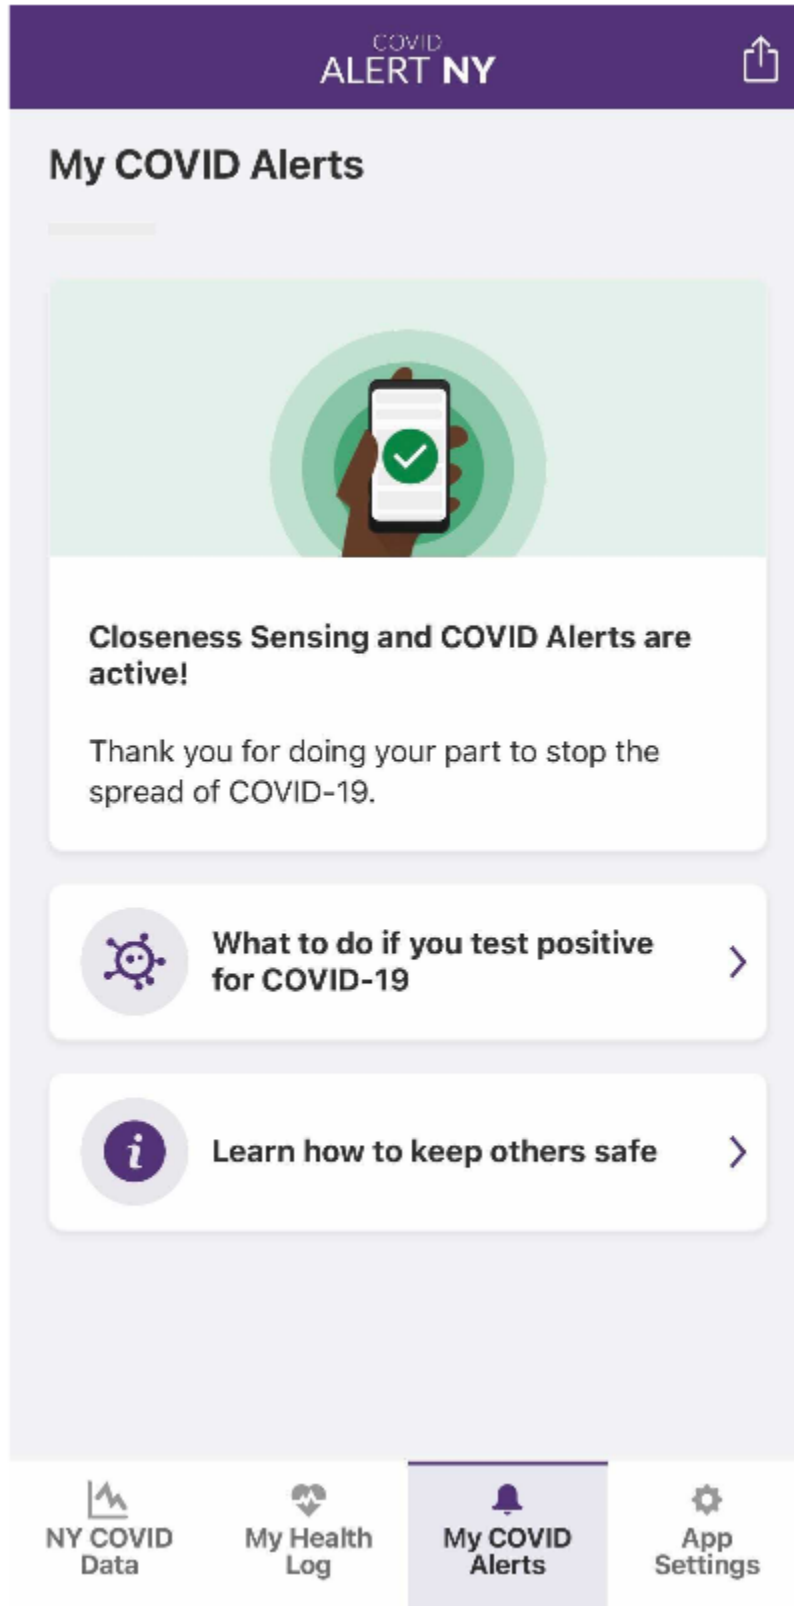 COVID
ALERT NY
My COVID Alerts
Closeness Sensing and COVID Alerts are
active!
Thank you for doing your part to stop the
spread of COVID-19.
What to do if you test positive
for COVID-19
Learn how to keep others safe
NY COVID
Data
My Health
Log
My COVID
Alerts
App
Settings